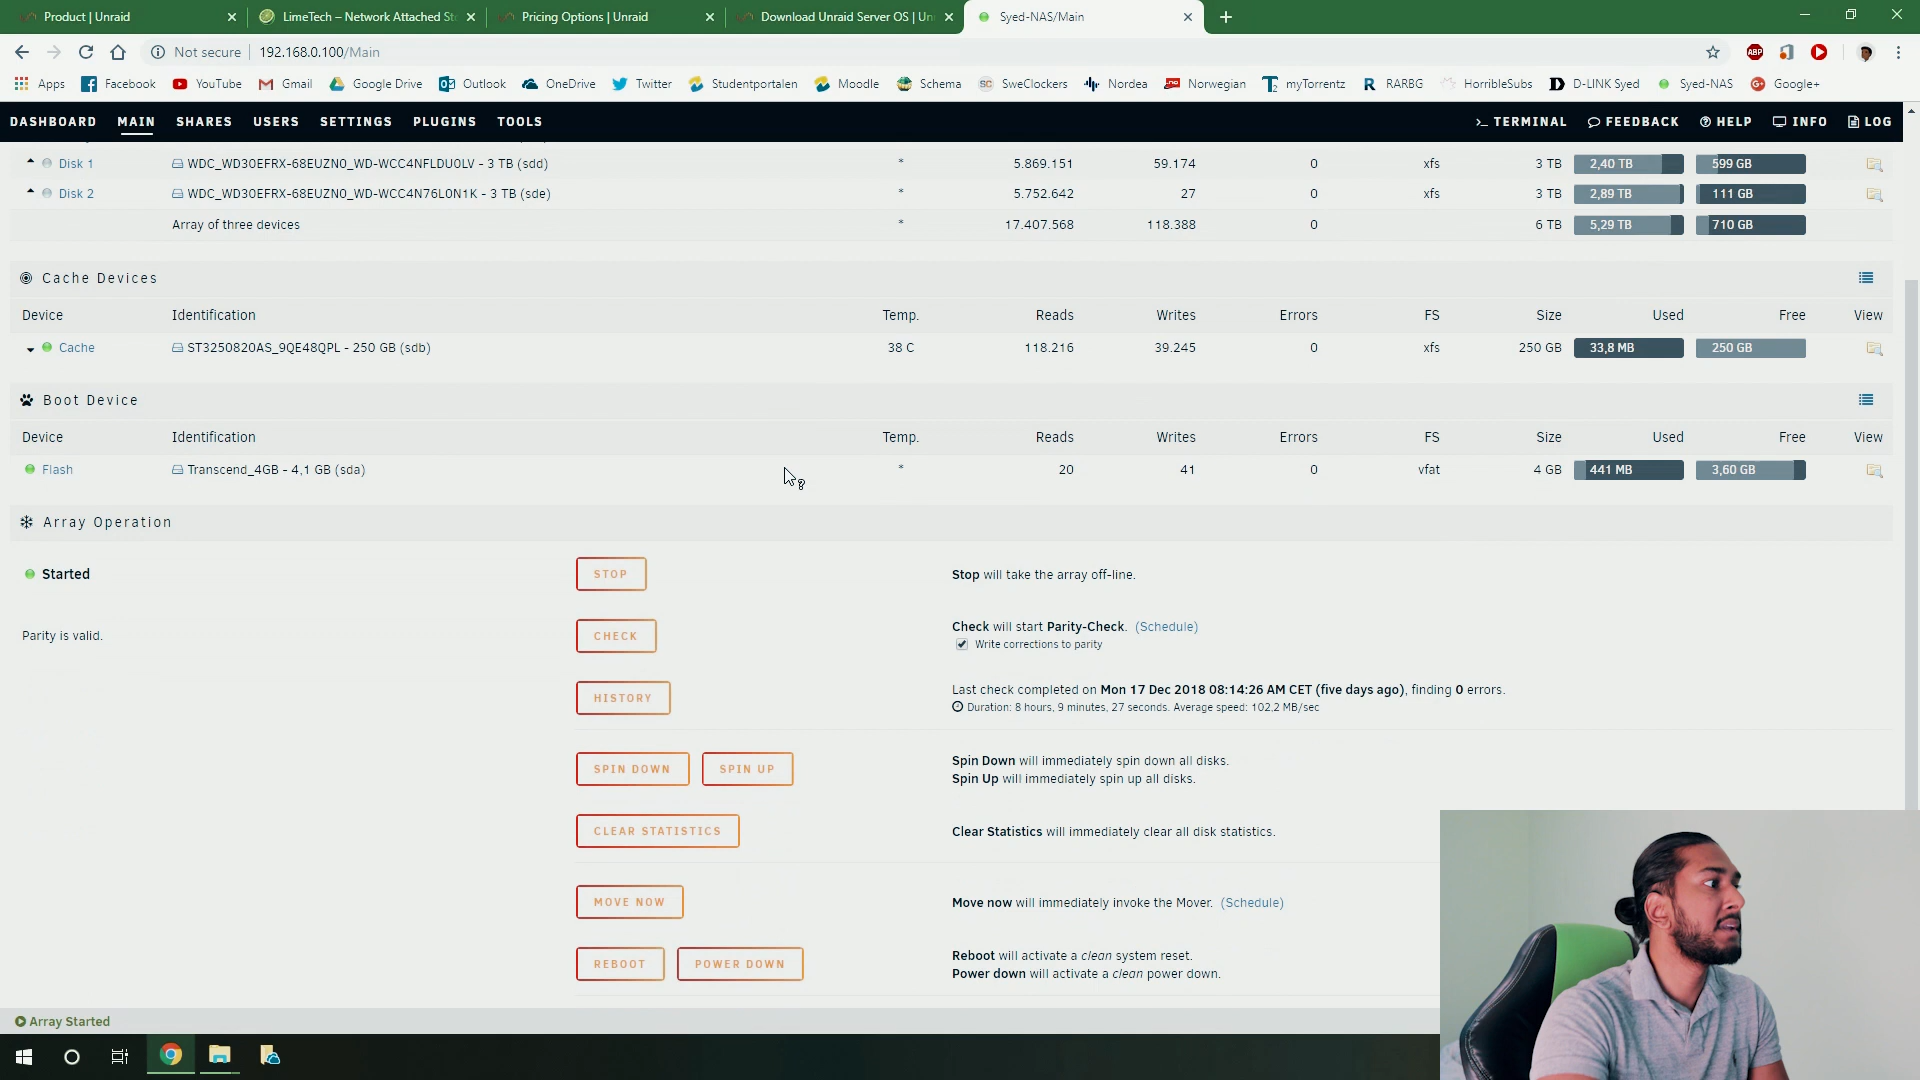 Product | Unraid
LimeTech – Network Attached St
Pricing Options | Unraid
Download Unraid Server OS | Un
Syed-NAS/Main
Not secure | 192.168.0.100/Main
ABP
Apps Facebook YouTube Gmail Google Drive Outlook OneDrive Twitter Studentportalen Moodle Schema SC SweClockers Nordea Norwegian myTorrentz RARBG HorribleSubs D-LINK Syed Syed-NAS Google+
DASHBOARD MAIN SHARES USERS SETTINGS PLUGINS TOOLS TERMINAL FEEDBACK HELP INFO LOG
Disk 1 WDC_WD30EFRX-68EUZN0_WD-WCC4NFLDU0LV - 3 TB (sdd) * 5.869.151 59.174 0 xfs 3 TB 2,40 TB 599 GB
Disk 2 WDC_WD30EFRX-68EUZN0_WD-WCC4N76L0N1K - 3 TB (sde) * 5.752.642 27 0 xfs 3 TB 2,89 TB 111 GB
Array of three devices * 17.407.568 118.388 0 6 TB 5,29 TB 710 GB
Cache Devices
Device Identification Temp. Reads Writes Errors FS Size Used Free View
Cache ST3250820AS_9QE48QPL - 250 GB (sdb) 38 C 118.216 39.245 0 xfs 250 GB 33,8 MB 250 GB
Boot Device
Device Identification Temp. Reads Writes Errors FS Size Used Free View
Flash Transcend_4GB - 4,1 GB (sda) * 20 41 0 vfat 4 GB 441 MB 3,60 GB
Array Operation
Started STOP Stop will take the array off-line.
Parity is valid. CHECK Check will start Parity-Check. (Schedule)
Write corrections to parity
HISTORY Last check completed on Mon 17 Dec 2018 08:14:26 AM CET (five days ago), finding 0 errors.
Duration: 8 hours, 9 minutes, 27 seconds. Average speed: 102.2 MB/sec
SPIN DOWN SPIN UP Spin Down will immediately spin down all disks.
Spin Up will immediately spin up all disks.
CLEAR STATISTICS Clear Statistics will immediately clear all disk statistics.
MOVE NOW Move now will immediately invoke the Mover. (Schedule)
REBOOT POWER DOWN Reboot will activate a clean system reset.
Power down will activate a clean power down.
Array Started